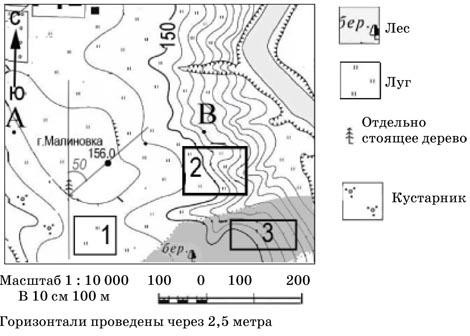 С
Ю
А
150
В
г.Малиновка
156.0
50
1
2
3
бер.
бер.
Лес
Луг
Отдельно
стоящее дерево
Кустарник
Масштаб 1 : 10 000
В 10 см 100 м
100 0 100 200
Горизонтали проведены через 2,5 метра